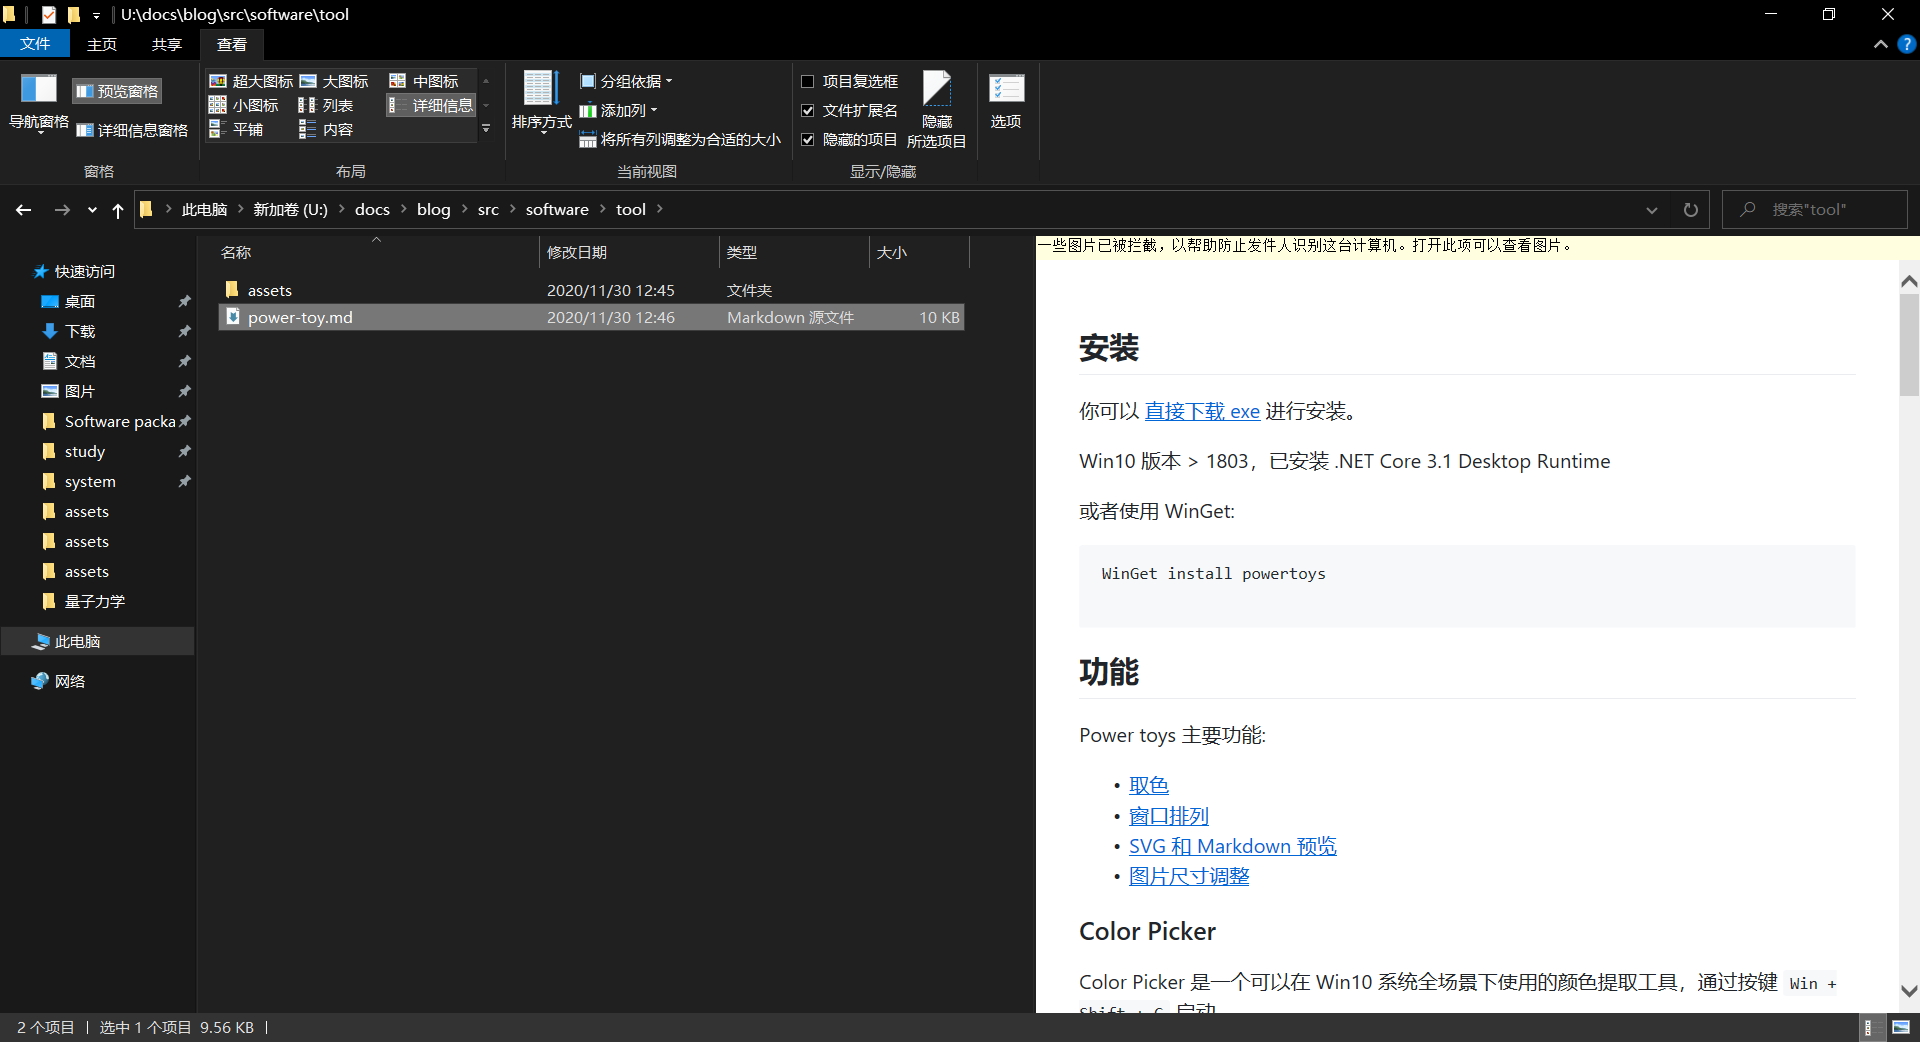 U:\docs\blog\src\software\tool
文件 主页 共享 查看
导航窗格
预览窗格
详细信息窗格
窗格
超大图标 大图标 中图标
小图标 列表 详细信息
平铺 内容
布局
排序方式
分组依据
添加列
将所有列调整为合适的大小
当前视图
项目复选框
文件扩展名
隐藏的项目
隐藏
所选项目
显示/隐藏
选项
此电脑 新加卷 (U:) docs blog src software tool
搜索"tool"
快速访问
桌面
下载
文档
图片
Software packa
study
system
assets
assets
assets
量子力学
此电脑
网络
名称 修改日期 类型 大小
assets 2020/11/30 12:45 文件夹
power-toy.md 2020/11/30 12:46 Markdown 源文件 10 KB
一些图片已被拦截，以帮助防止发件人识别这台计算机。打开此项可以查看图片。
安装
你可以 直接下载 exe 进行安装。
Win10 版本 > 1803，已安装 .NET Core 3.1 Desktop Runtime
或者使用 WinGet:
WinGet install powertoys
功能
Power toys 主要功能:
• 取色
• 窗口排列
• SVG 和 Markdown 预览
• 图片尺寸调整
Color Picker
Color Picker 是一个可以在 Win10 系统全场景下使用的颜色提取工具，通过按键 Win +
Shift + C 启动
2 个项目 选中 1 个项目 9.56 KB